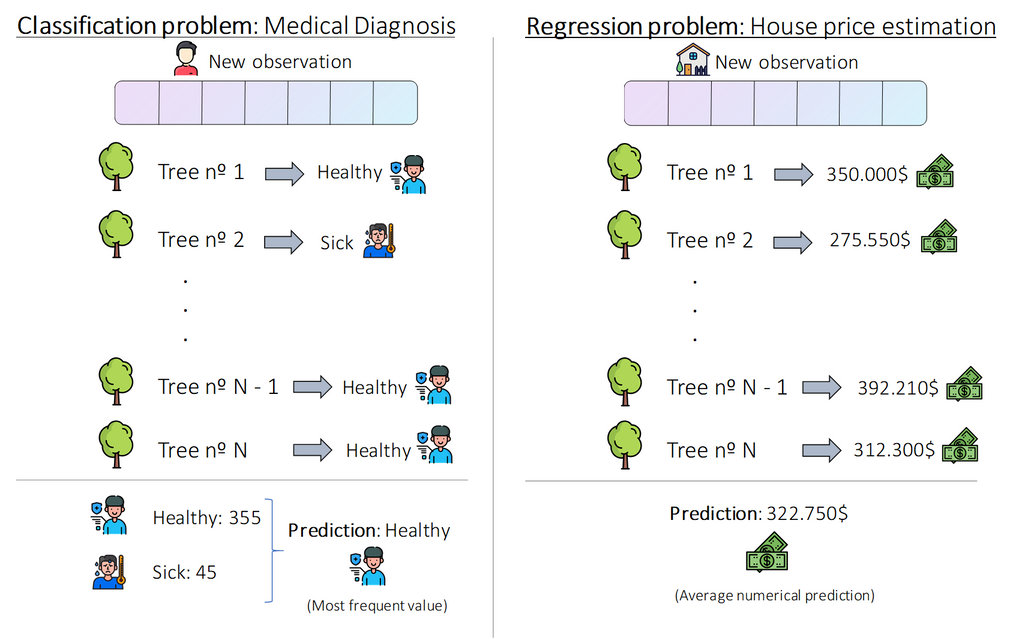 Classification problem: Medical Diagnosis
New observation
Tree nº 1
Healthy
Tree nº 2
Sick
.
.
.
Tree nº N - 1
Healthy
Tree nº N
Healthy
Healthy: 355
Sick: 45
Prediction: Healthy
(Most frequent value)
Regression problem: House price estimation
New observation
Tree nº 1
350.000$
Tree nº 2
275.550$
.
.
.
Tree nº N - 1
392.210$
Tree nº N
312.300$
Prediction: 322.750$
(Average numerical prediction)